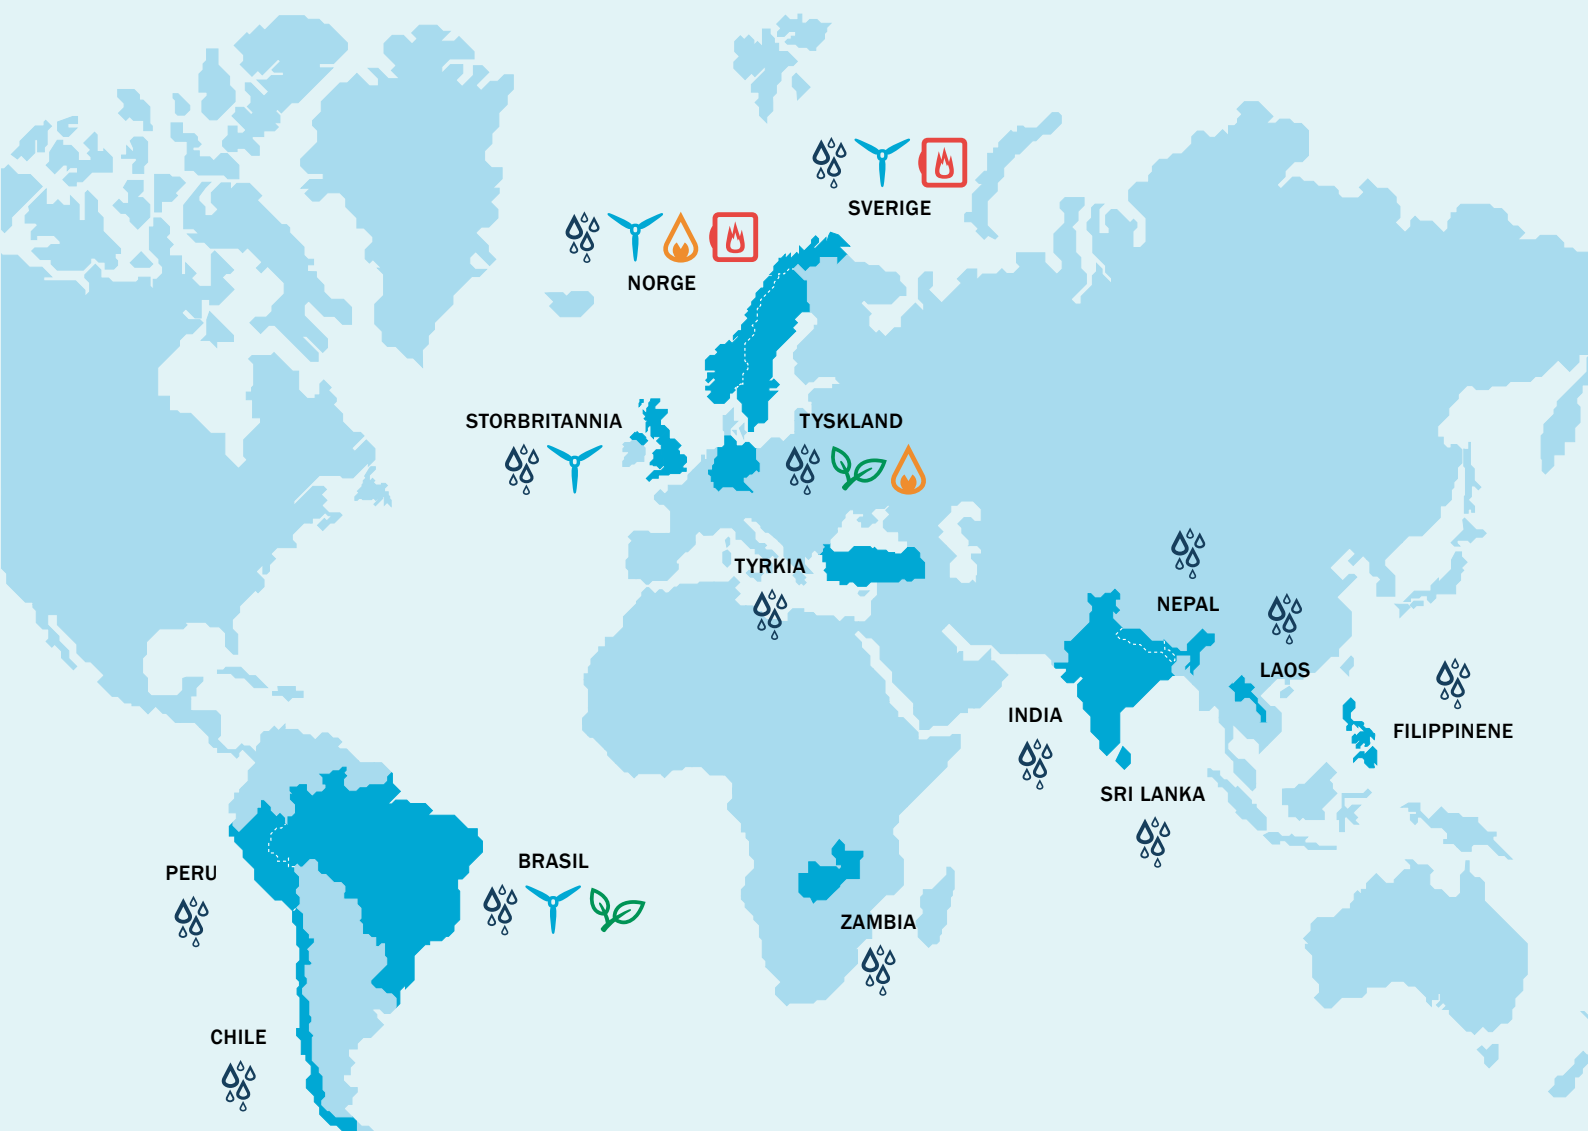 SVERIGE
NORGE
STORBRITANNIA
TYSKLAND
TYRKIA
NEPAL
LAOS
INDIA
FILIPPINENE
SRI LANKA
PERU
BRASIL
ZAMBIA
CHILE